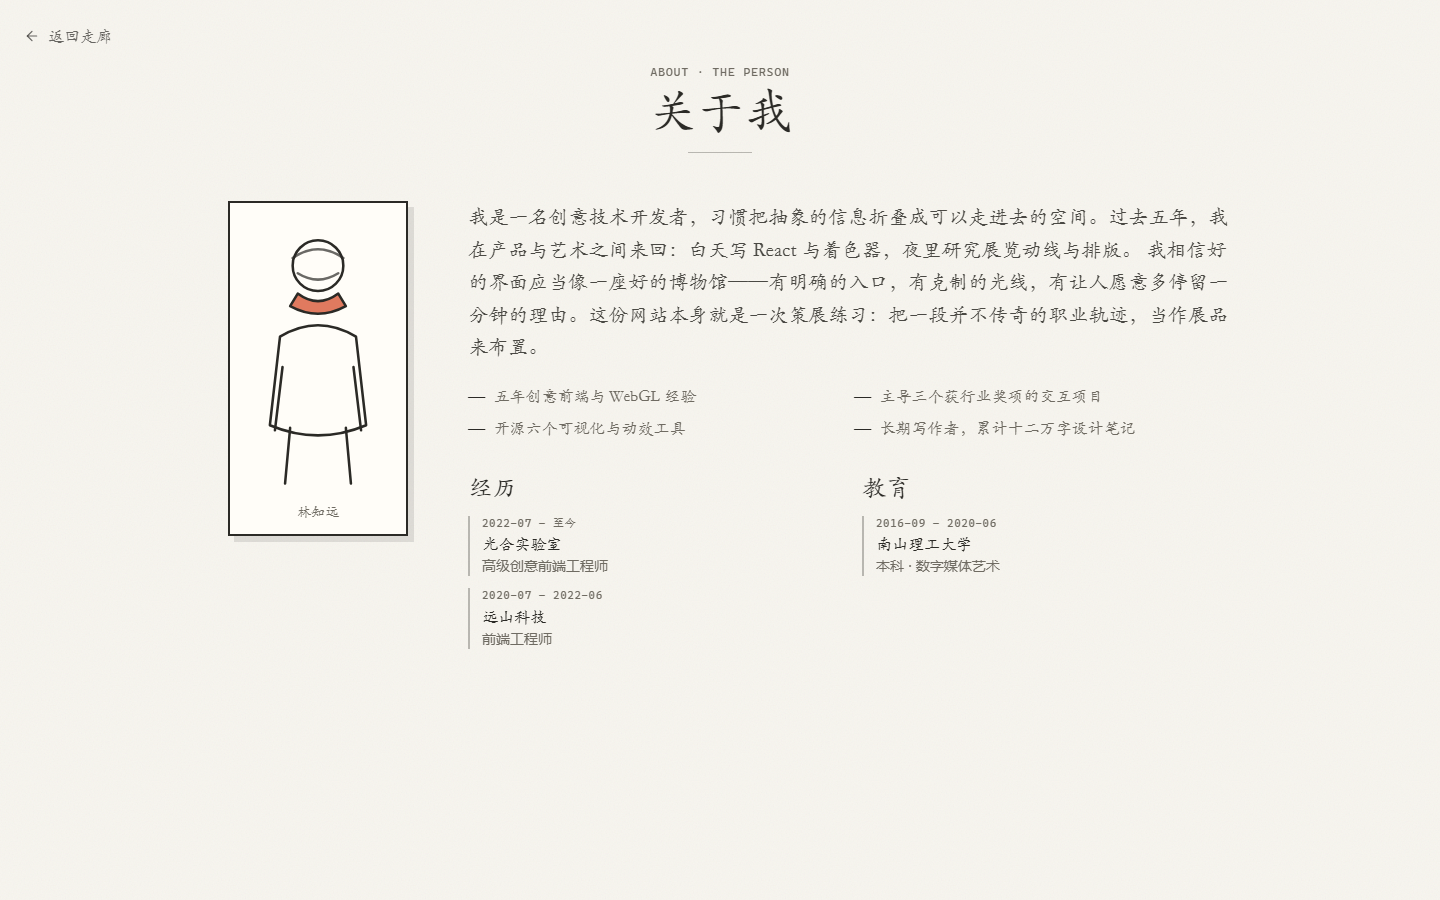 ← 返回走廊
ABOUT · THE PERSON
关于我
我是一名创意技术开发者，习惯把抽象的信息折叠成可以走进去的空间。过去五年，我
在产品与艺术之间来回：白天写 React 与着色器，夜里研究展览动线与排版。 我相信好
的界面应当像一座好的博物馆——有明确的入口，有克制的光线，有让人愿意多停留一
分钟的理由。这份网站本身就是一次策展练习：把一段并不传奇的职业轨迹，当作展品
来布置。
— 五年创意前端与 WebGL 经验
— 主导三个获行业奖项的交互项目
— 开源六个可视化与动效工具
— 长期写作者，累计十二万字设计笔记
林知远
经历
2022-07 – 至今
光合实验室
高级创意前端工程师
2020-07 – 2022-06
远山科技
前端工程师
教育
2016-09 – 2020-06
南山理工大学
本科 · 数字媒体艺术